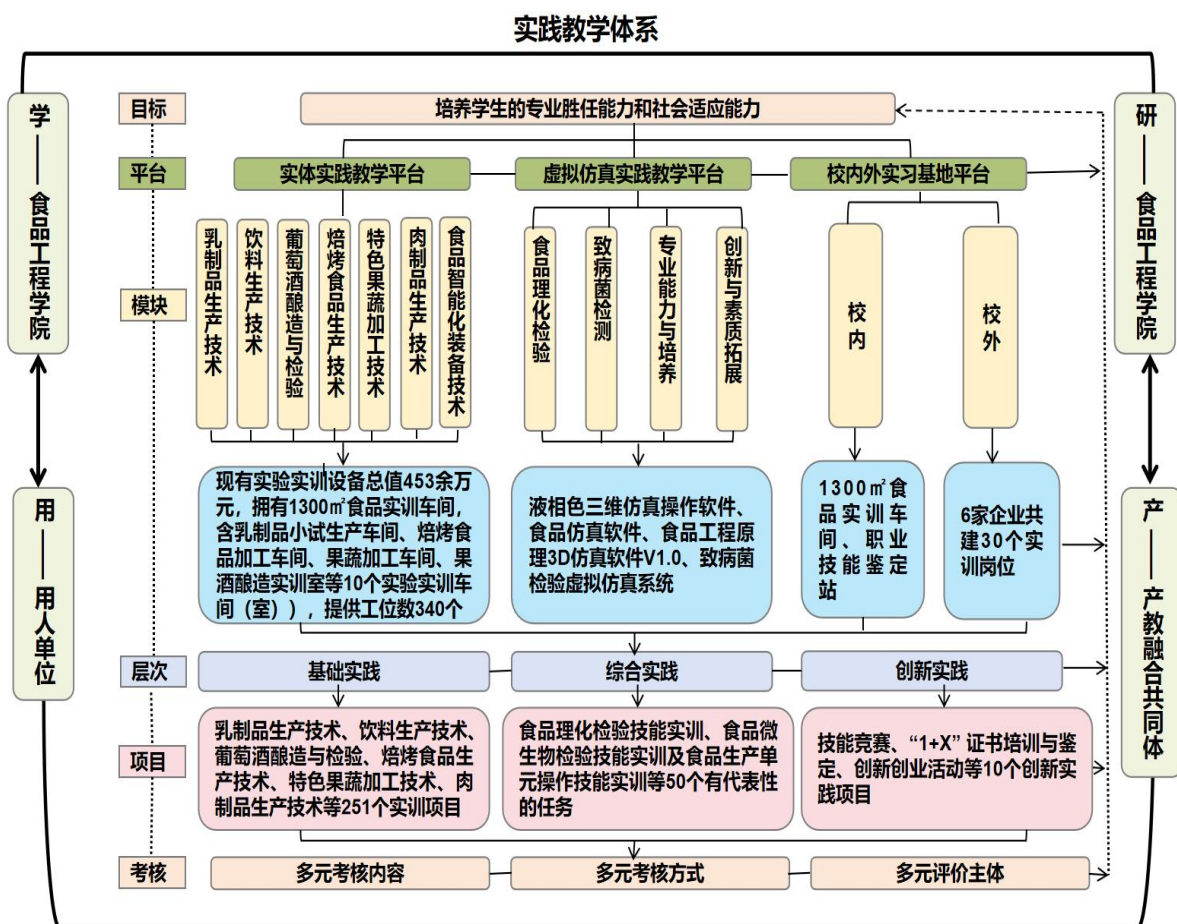 实践教学体系
学——食品工程学院
用——用人单位
研——食品工程学院
产——产教融合共同体
目标
培养学生的专业胜任能力和社会适应能力
平台
实体实践教学平台
虚拟仿真实践教学平台
校内外实习基地平台
模块
乳制品生产技术
饮料生产技术
葡萄酒酿造与检验
焙烤食品生产技术
特色果蔬加工技术
肉制品生产技术
食品智能化装备技术
食品理化检验
致病菌检测
专业能力与培养
创新与素质拓展
校内
校外
现有实验实训设备总值453余万
元，拥有1300㎡食品实训车间，
含乳制品小试生产车间、焙烤食
品加工车间、果蔬加工车间、果
酒酿造实训室等10个实验实训车
间（室）），提供工位数340个
液相色三维仿真操作软件、
食品仿真软件、食品工程原
理3D仿真软件V1.0、致病菌
检验虚拟仿真系统
1300㎡食
品实训车
间、职业
技能鉴定
站
6家企业共
建30个实
训岗位
层次
基础实践
综合实践
创新实践
项目
乳制品生产技术、饮料生产技术、
葡萄酒酿造与检验、焙烤食品生
产技术、特色果蔬加工技术、肉
制品生产技术等251个实训项目
食品理化检验技能实训、食品微
生物检验技能实训及食品生产单
元操作技能实训等50个有代表性
的任务
技能竞赛、“1+X” 证书培训与鉴
定、创新创业活动等10个创新实
践项目
考核
多元考核内容
多元考核方式
多元评价主体